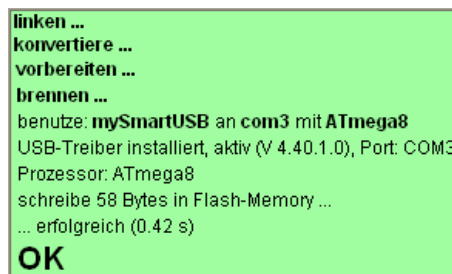 linken ...
konvertiere ...
vorbereiten ...
brennen ...
benutze: mySmartUSB an com3 mit ATmega8
USB-Treiber installiert, aktiv (V 4.40.1.0), Port: COM3
Prozessor: ATmega8
schreibe 58 Bytes in Flash-Memory ...
... erfolgreich (0.42 s)
OK